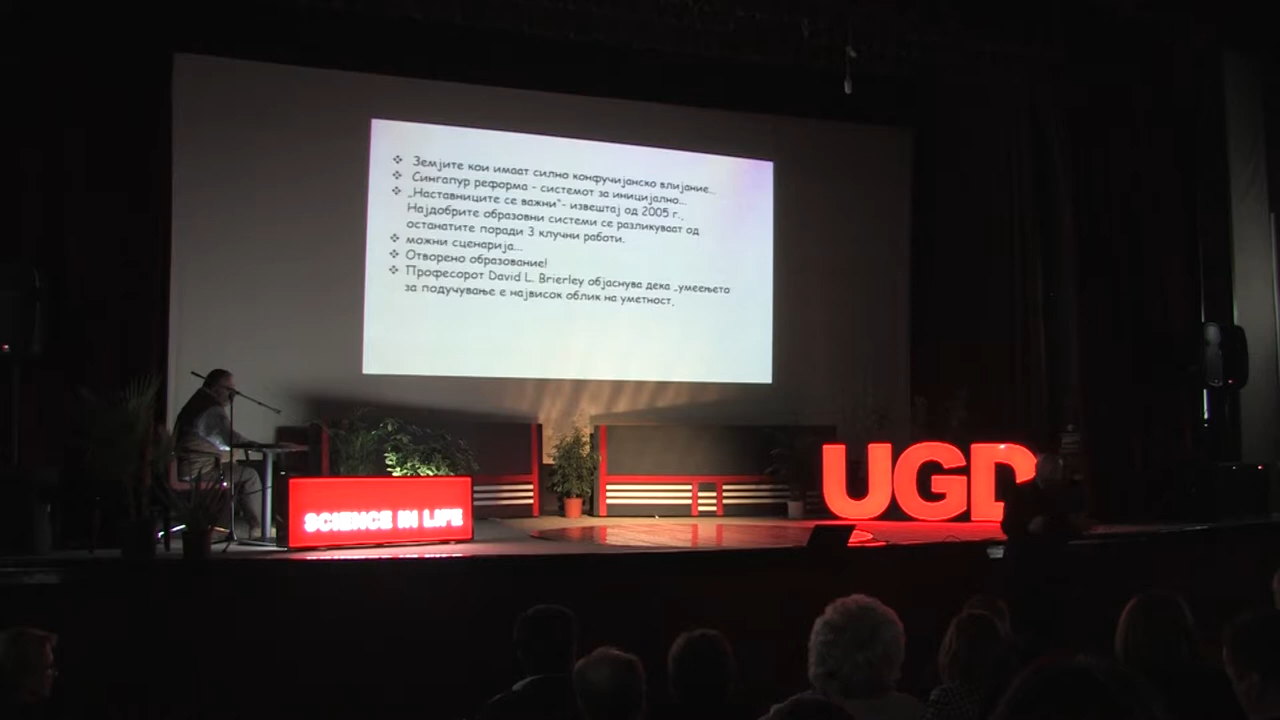 ❖ Земјите кои имаат силно конфучијанско влијание...
❖ Сингапур реформа - системот за иницијално...
❖ „Наставниците се важни"- извештај од 2005 г.,
Најдобрите образовни системи се разликуваат од
останатите поради 3 клучни работи.
❖ можни сценарија...
❖ Отворено образование!
❖ Професорот David L. Brierley објаснува дека „умеењето
за подучување е највисок облик на уметност,
UGD
SCIENCE IN LIFE